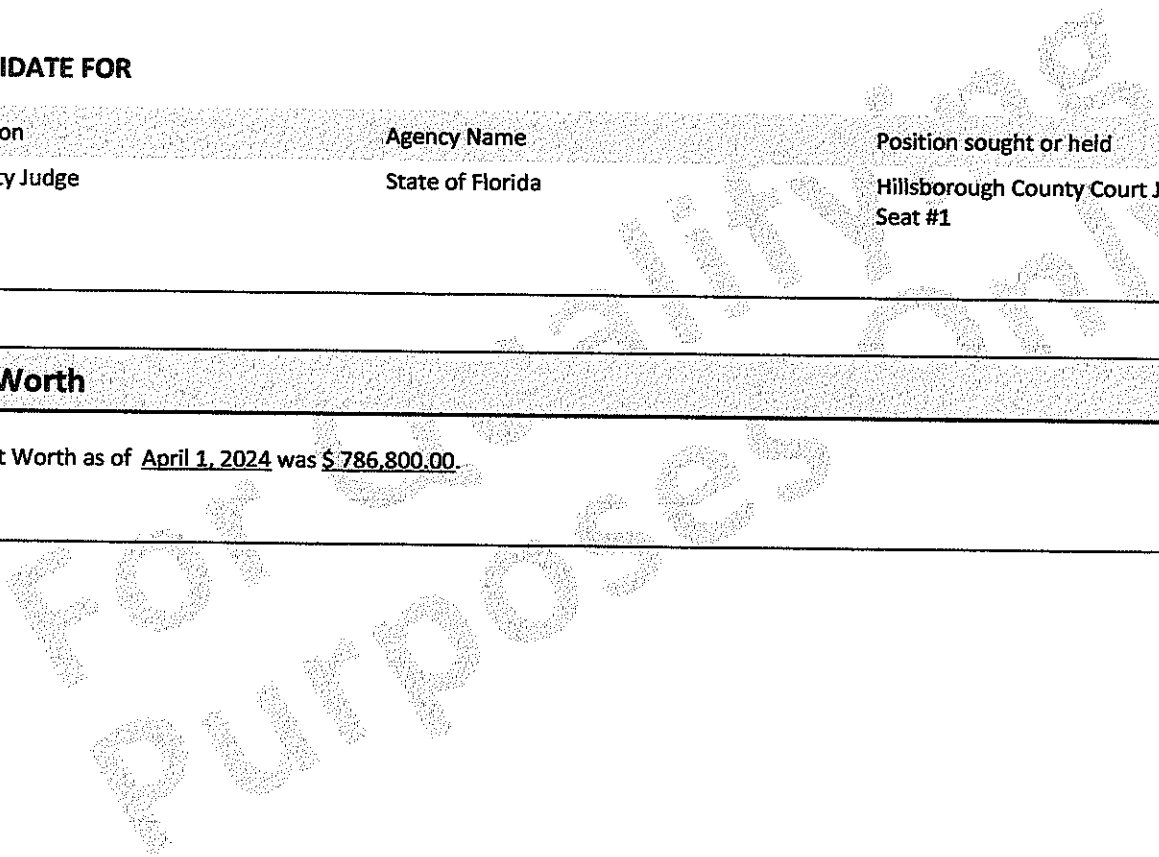 IDATE FOR
on Agency Name Position sought or held
ty Judge State of Florida Hillsborough County Court J
Seat #1
Worth
t Worth as of April 1, 2024 was $ 786,800.00.
For Qualifying
Purposes Only